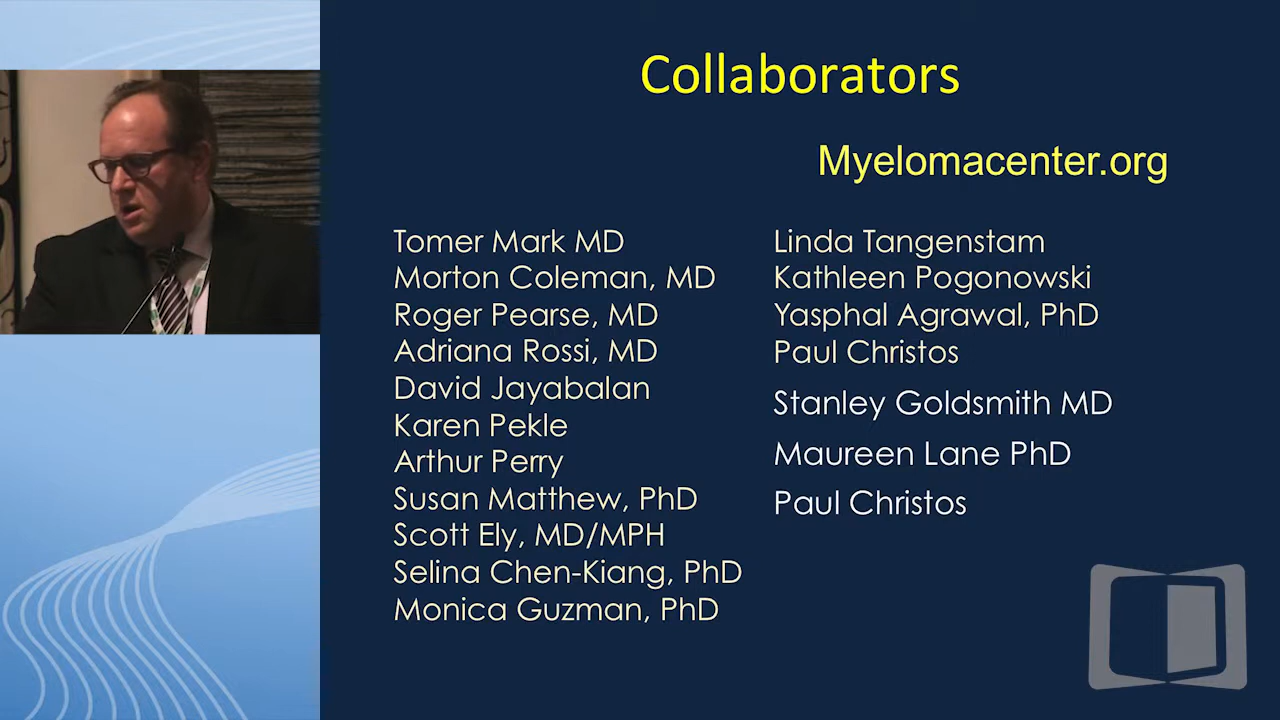 Collaborators
Myelomacenter.org
Tomer Mark MD
Morton Coleman, MD
Roger Pearse, MD
Adriana Rossi, MD
David Jayabalan
Karen Pekle
Arthur Perry
Susan Matthew, PhD
Scott Ely, MD/MPH
Selina Chen-Kiang, PhD
Monica Guzman, PhD
Linda Tangenstam
Kathleen Pogonowski
Yasphal Agrawal, PhD
Paul Christos
Stanley Goldsmith MD
Maureen Lane PhD
Paul Christos